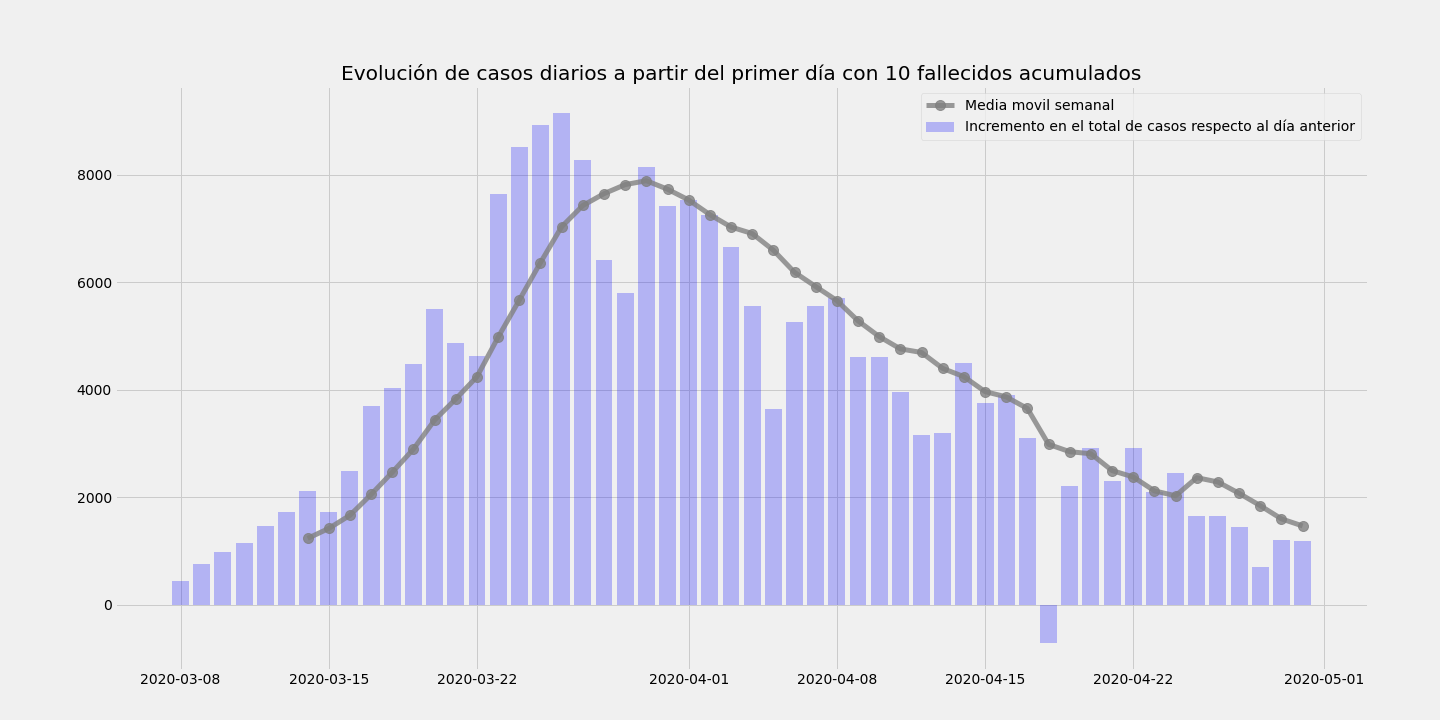 Evolución de casos diarios a partir del primer día con 10 fallecidos acumulados
Media movil semanal
Incremento en el total de casos respecto al día anterior
8000
6000
4000
2000
0
2020-03-08 2020-03-15 2020-03-22 2020-04-01 2020-04-08 2020-04-15 2020-04-22 2020-05-01